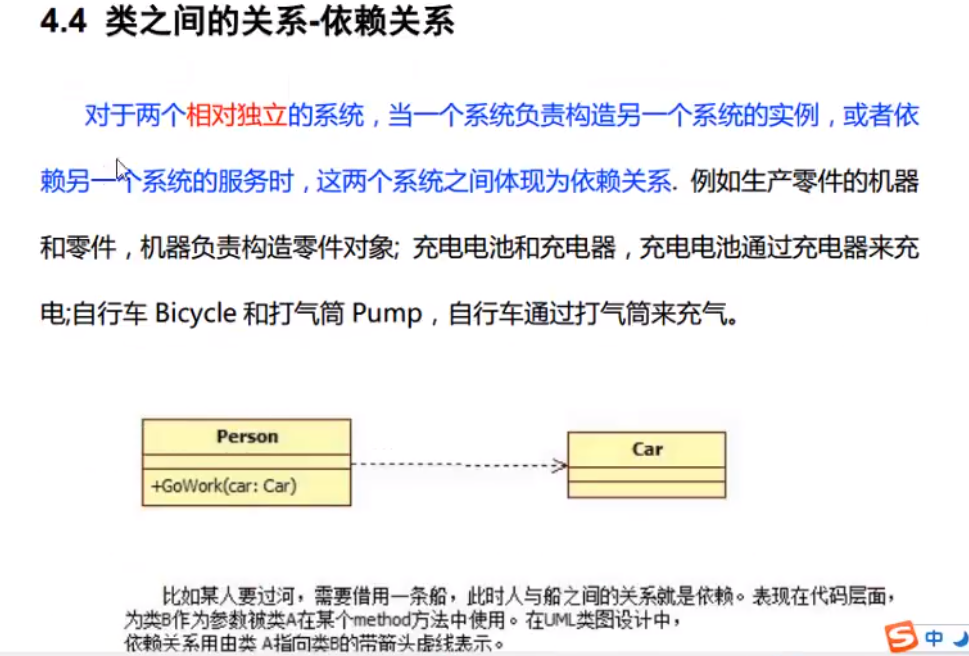 4.4 类之间的关系-依赖关系
对于两个相对独立的系统，当一个系统负责构造另一个系统的实例，或者依
赖另一个系统的服务时，这两个系统之间体现为依赖关系. 例如生产零件的机器
和零件，机器负责构造零件对象; 充电电池和充电器，充电电池通过充电器来充
电;自行车 Bicycle 和打气筒 Pump，自行车通过打气筒来充气。
Person
+GoWork(car: Car)
Car
比如某人要过河，需要借用一条船，此时人与船之间的关系就是依赖。表现在代码层面，
为类B作为参数被类A在某个method方法中使用。在UML类图设计中，
依赖关系用由类 A指向类B的带箭头虚线表示。
S 中